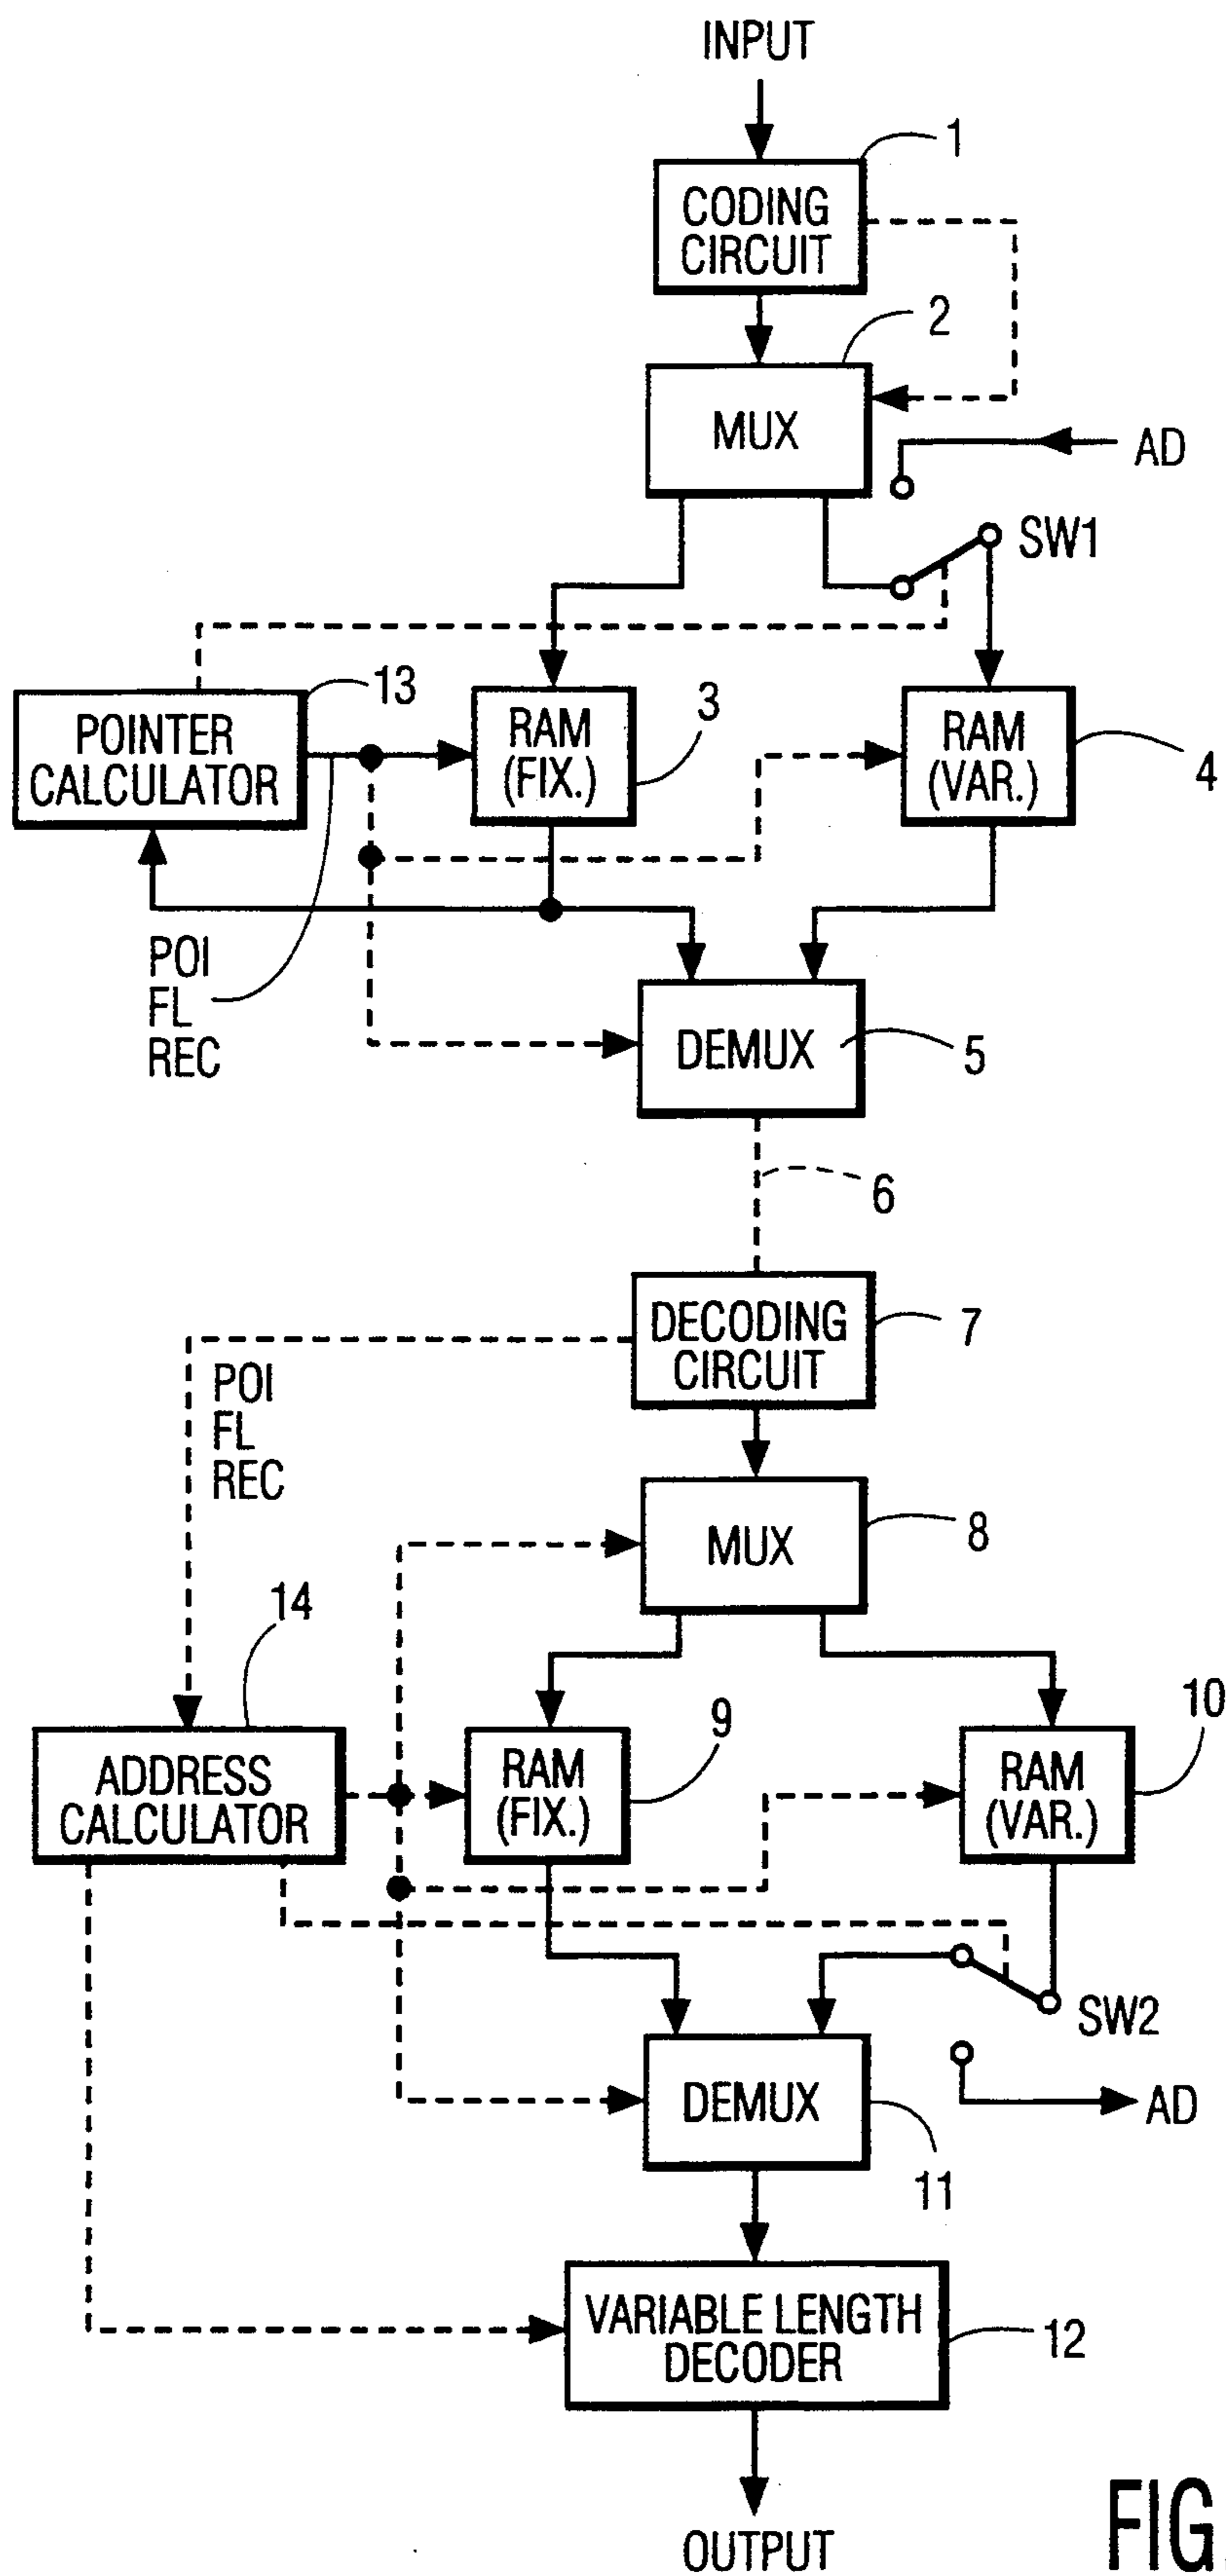 INPUT
1
CODING
CIRCUIT
2
MUX
AD
SW1
13
POINTER
CALCULATOR
RAM
(FIX.)
3
RAM
(VAR.)
4
POI
FL
REC
DEMUX
5
6
DECODING
CIRCUIT
7
POI
FL
REC
MUX
8
14
ADDRESS
CALCULATOR
RAM
(FIX.)
9
RAM
(VAR.)
10
SW2
DEMUX
AD
11
VARIABLE LENGTH
DECODER
12
OUTPUT
FIG